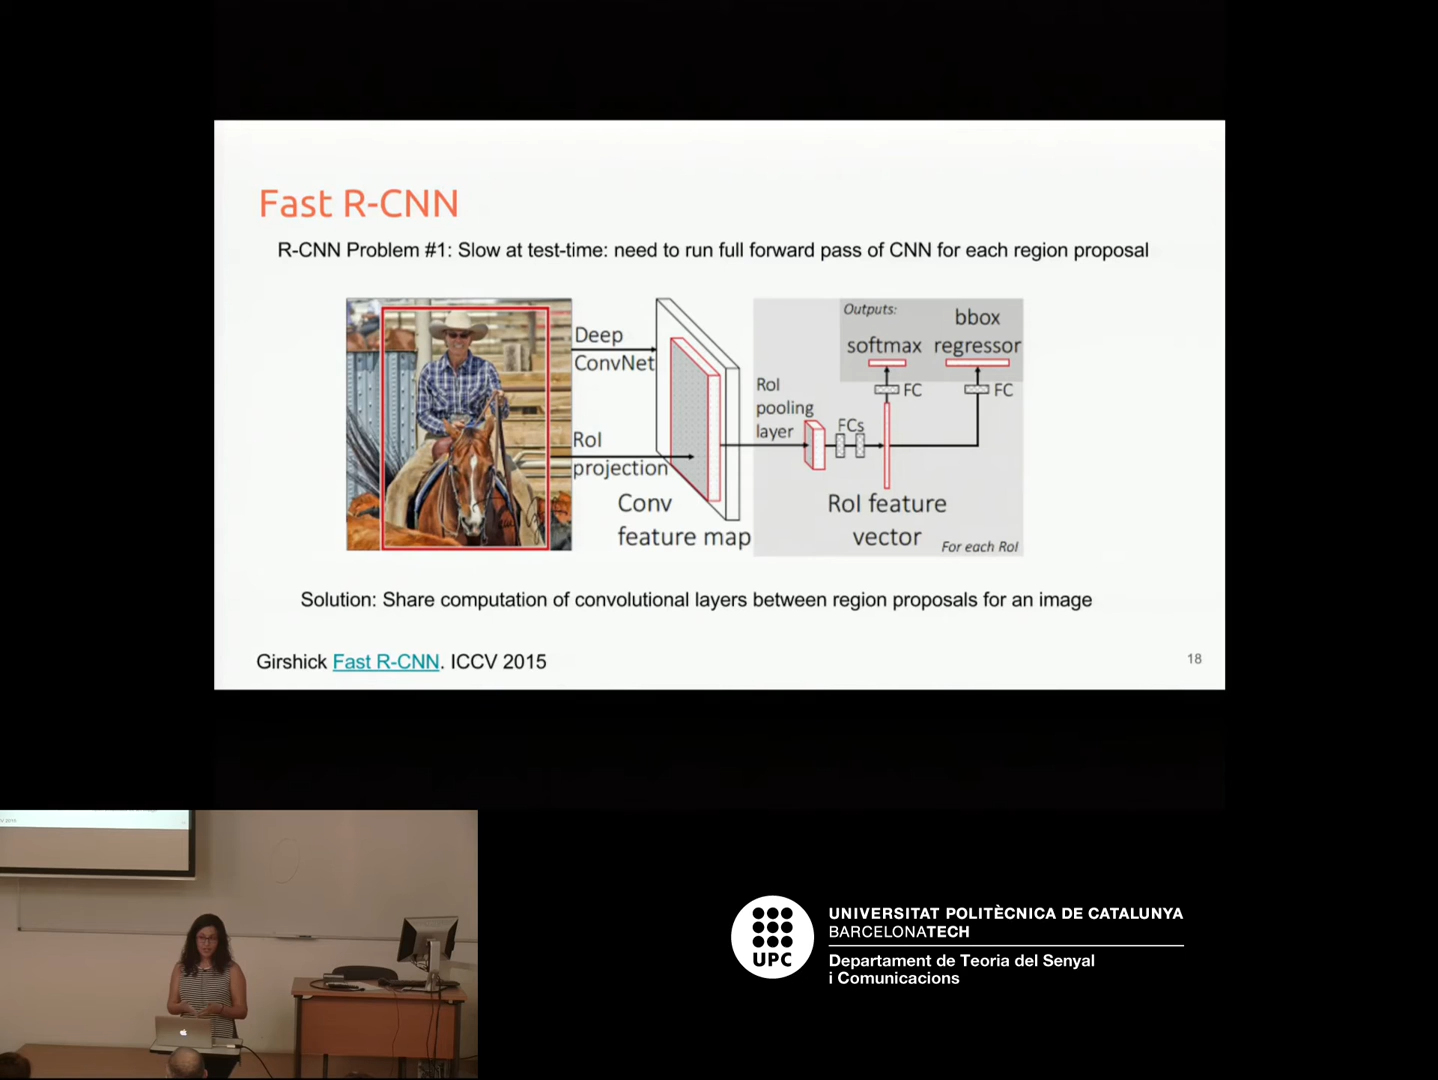 Fast R-CNN
R-CNN Problem #1: Slow at test-time: need to run full forward pass of CNN for each region proposal
Deep
ConvNet
RoI
projection
Conv
feature map
RoI
pooling
layer
FCs
Outputs:
softmax
bbox
regressor
FC
FC
RoI feature
vector
For each RoI
Solution: Share computation of convolutional layers between region proposals for an image
Girshick Fast R-CNN. ICCV 2015
18
UPC
UNIVERSITAT POLITÈCNICA DE CATALUNYA
BARCELONATECH
Departament de Teoria del Senyal
i Comunicacions